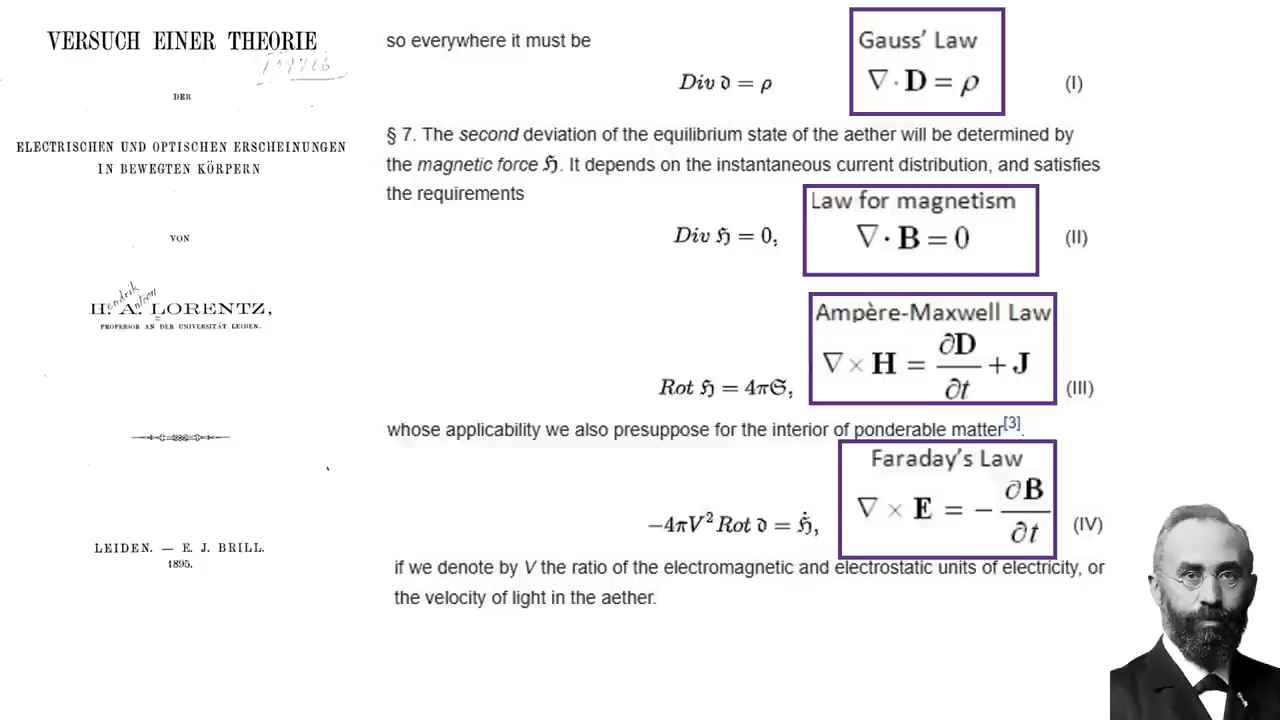 VERSUCH EINER THEORIE
DER
ELECTRISCHEN UND OPTISCHEN ERSCHEINUNGEN
IN BEWEGTEN KÖRPERN
VON
Hendrik Antoon
H. A. LORENTZ,
PROFESSOR AN DER UNIVERSITÄT LEIDEN.
LEIDEN. — E. J. BRILL.
1895.
so everywhere it must be
Div 𝔡 = ρ
Gauss' Law
∇ · D = ρ
(I)
§ 7. The second deviation of the equilibrium state of the aether will be determined by
the magnetic force ℌ. It depends on the instantaneous current distribution, and satisfies
the requirements
Div ℌ = 0,
Law for magnetism
∇ · B = 0
(II)
Rot ℌ = 4π𝔖,
Ampère-Maxwell Law
∇ × H = ∂D/∂t + J
(III)
whose applicability we also presuppose for the interior of ponderable matter[3].
−4πV² Rot 𝔡 = ℌ̇,
Faraday's Law
∇ × E = − ∂B/∂t
(IV)
if we denote by V the ratio of the electromagnetic and electrostatic units of electricity, or
the velocity of light in the aether.